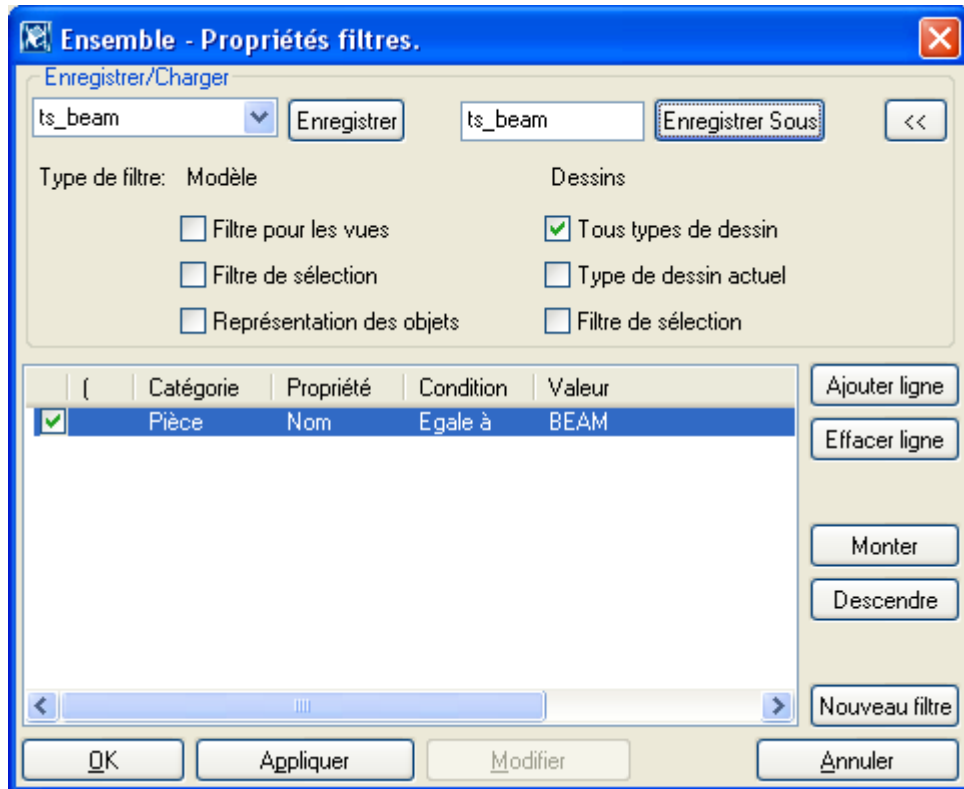 Ensemble - Propriétés filtres.
Enregistrer/Charger
ts_beam Enregistrer ts_beam Enregistrer Sous <<
Type de filtre: Modèle Dessins
Filtre pour les vues Tous types de dessin
Filtre de sélection Type de dessin actuel
Représentation des objets Filtre de sélection
( Catégorie Propriété Condition Valeur Ajouter ligne
Pièce Nom Egale à BEAM
Effacer ligne
Monter
Descendre
Nouveau filtre
OK Appliquer Modifier Annuler